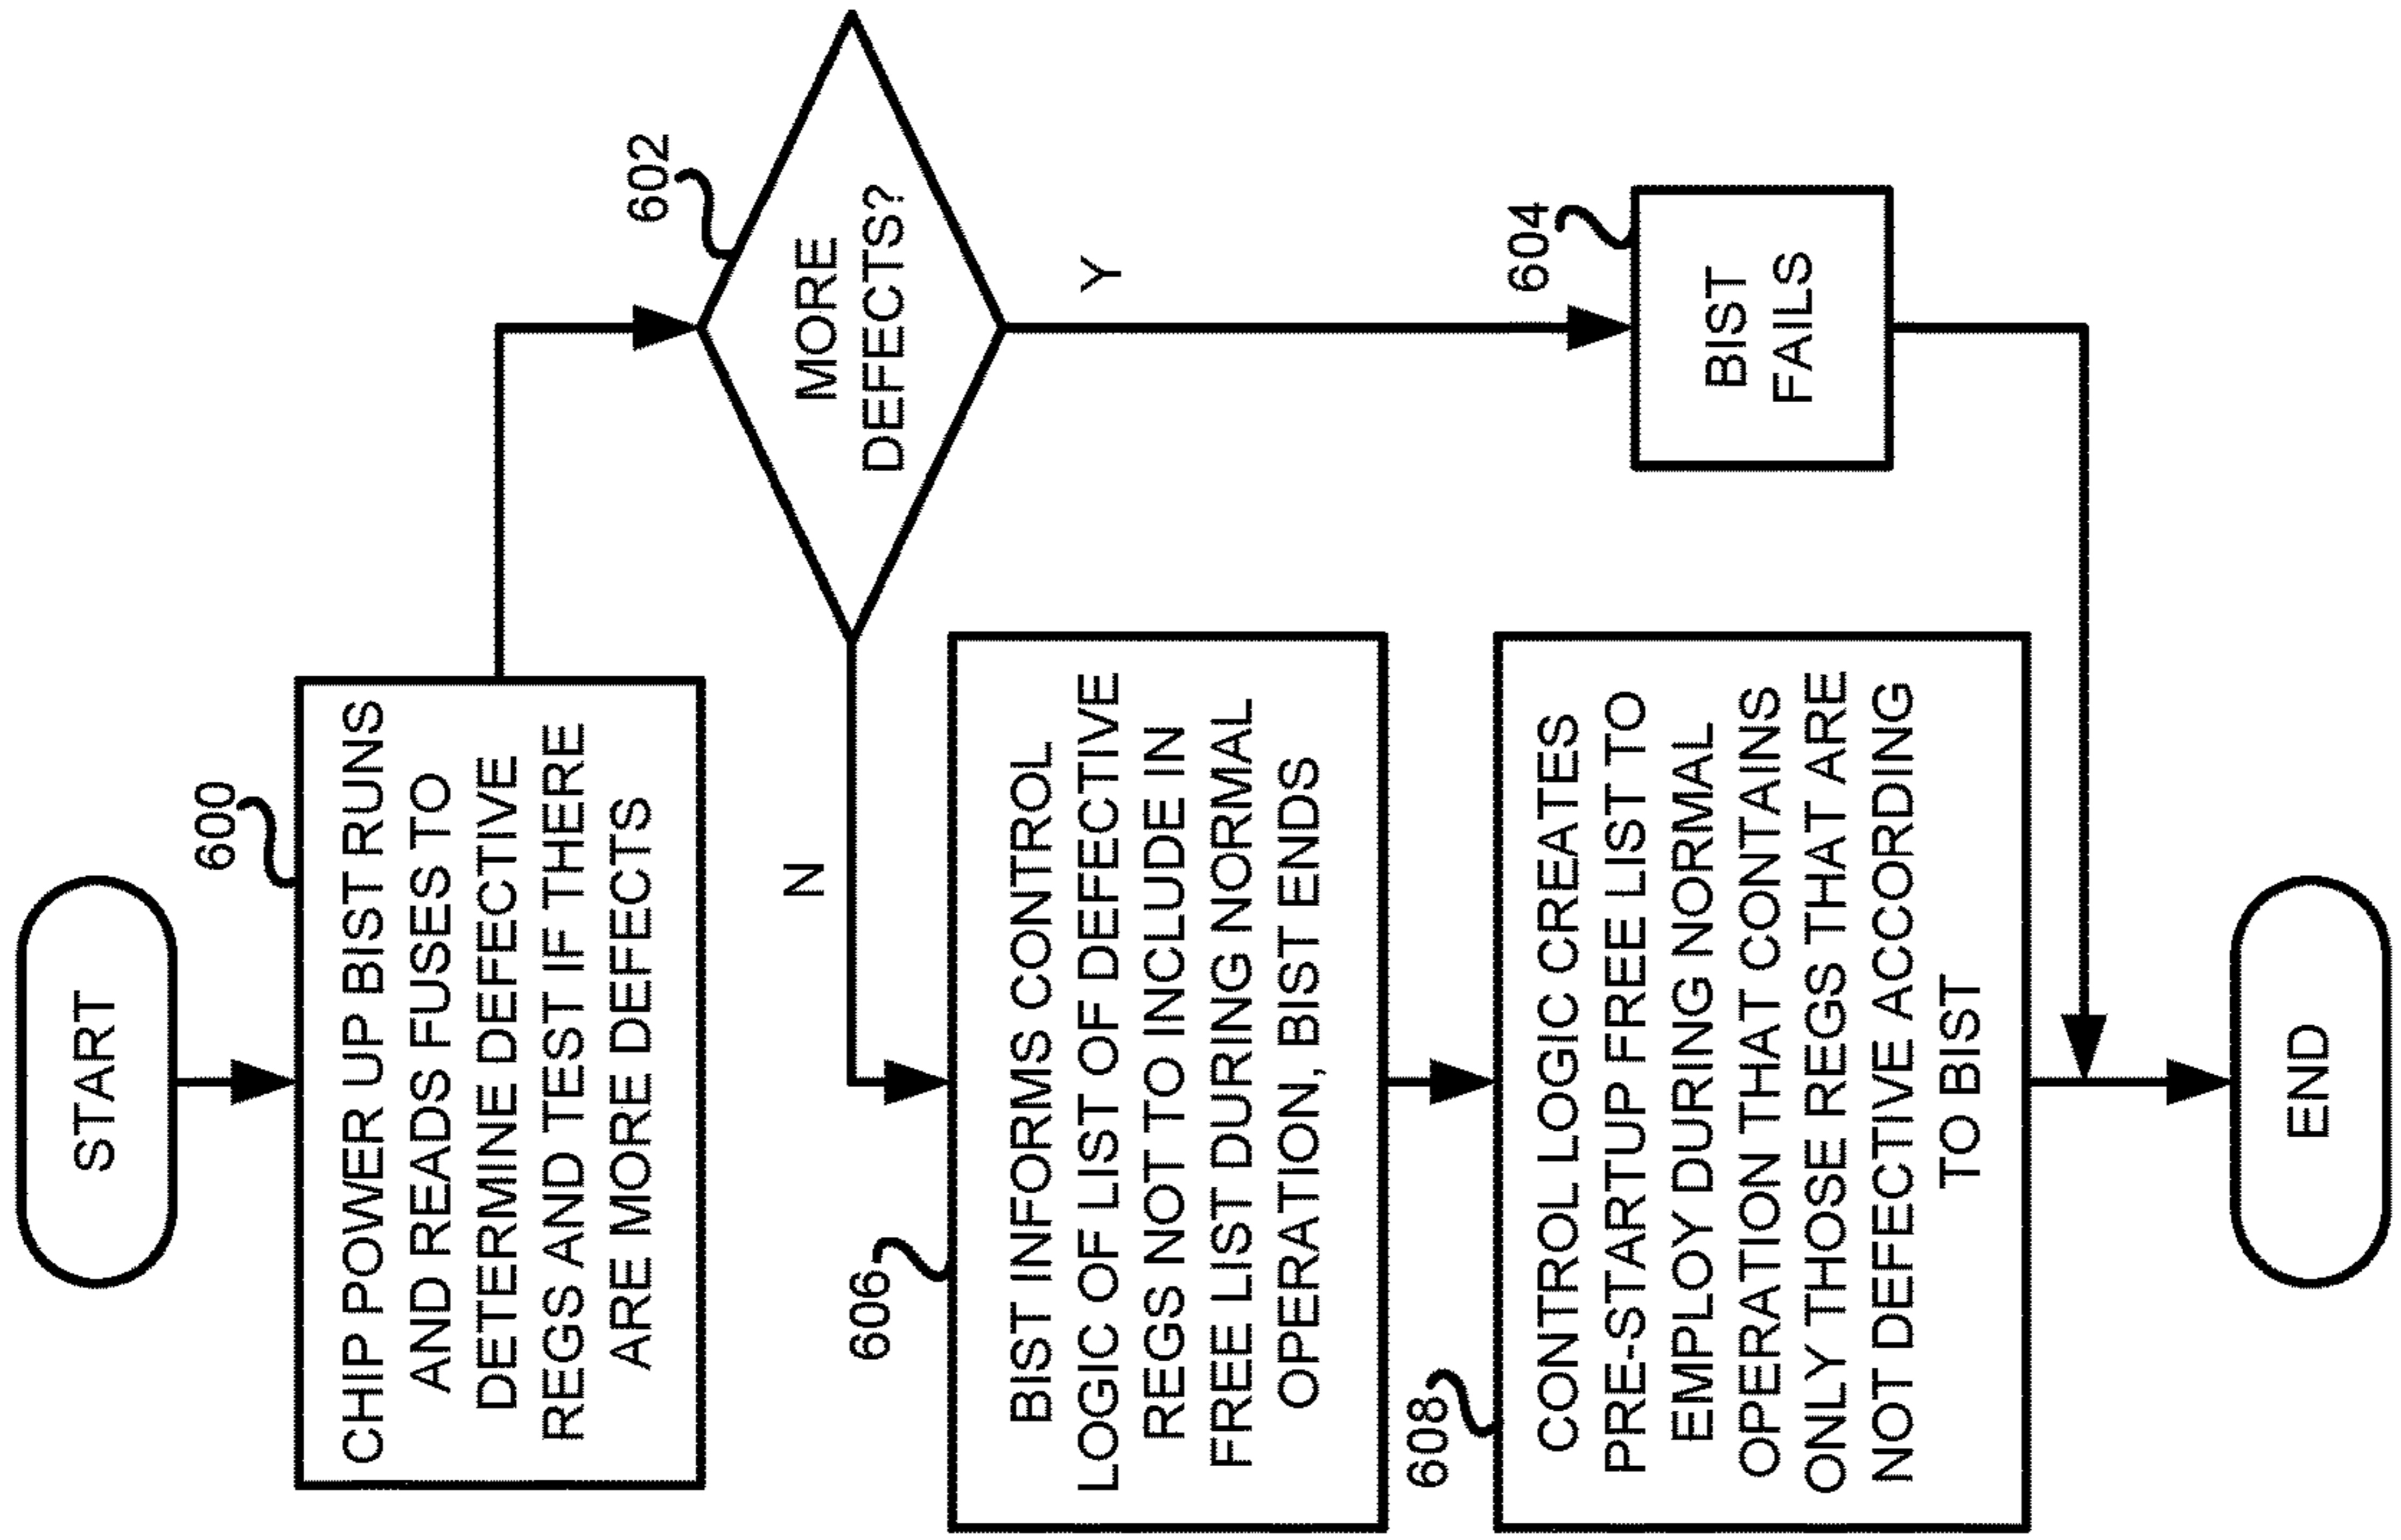 START
600
CHIP POWER UP BIST RUNS
AND READS FUSES TO
DETERMINE DEFECTIVE
REGS AND TEST IF THERE
ARE MORE DEFECTS
602
MORE
DEFECTS?
N
Y
606
BIST INFORMS CONTROL
LOGIC OF LIST OF DEFECTIVE
REGS NOT TO INCLUDE IN
FREE LIST DURING NORMAL
OPERATION, BIST ENDS
604
BIST
FAILS
608
CONTROL LOGIC CREATES
PRE-STARTUP FREE LIST TO
EMPLOY DURING NORMAL
OPERATION THAT CONTAINS
ONLY THOSE REGS THAT ARE
NOT DEFECTIVE ACCORDING
TO BIST
END